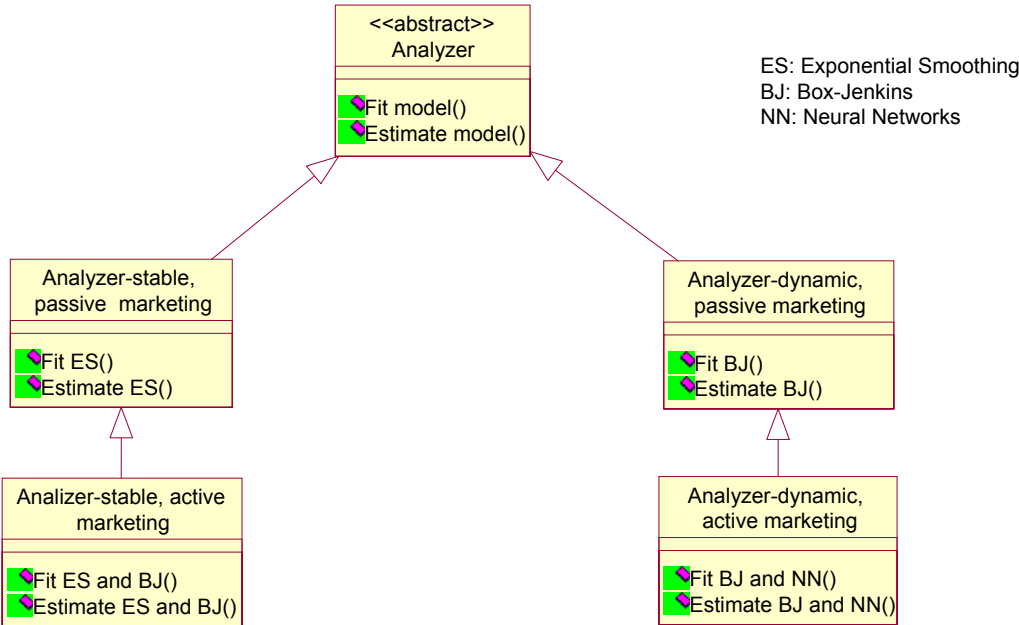 <<abstract>>
Analyzer
Fit model()
Estimate model()
ES: Exponential Smoothing
BJ: Box-Jenkins
NN: Neural Networks
Analyzer-stable,
passive marketing
Fit ES()
Estimate ES()
Analyzer-dynamic,
passive marketing
Fit BJ()
Estimate BJ()
Analizer-stable, active
marketing
Fit ES and BJ()
Estimate ES and BJ()
Analyzer-dynamic,
active marketing
Fit BJ and NN()
Estimate BJ and NN()